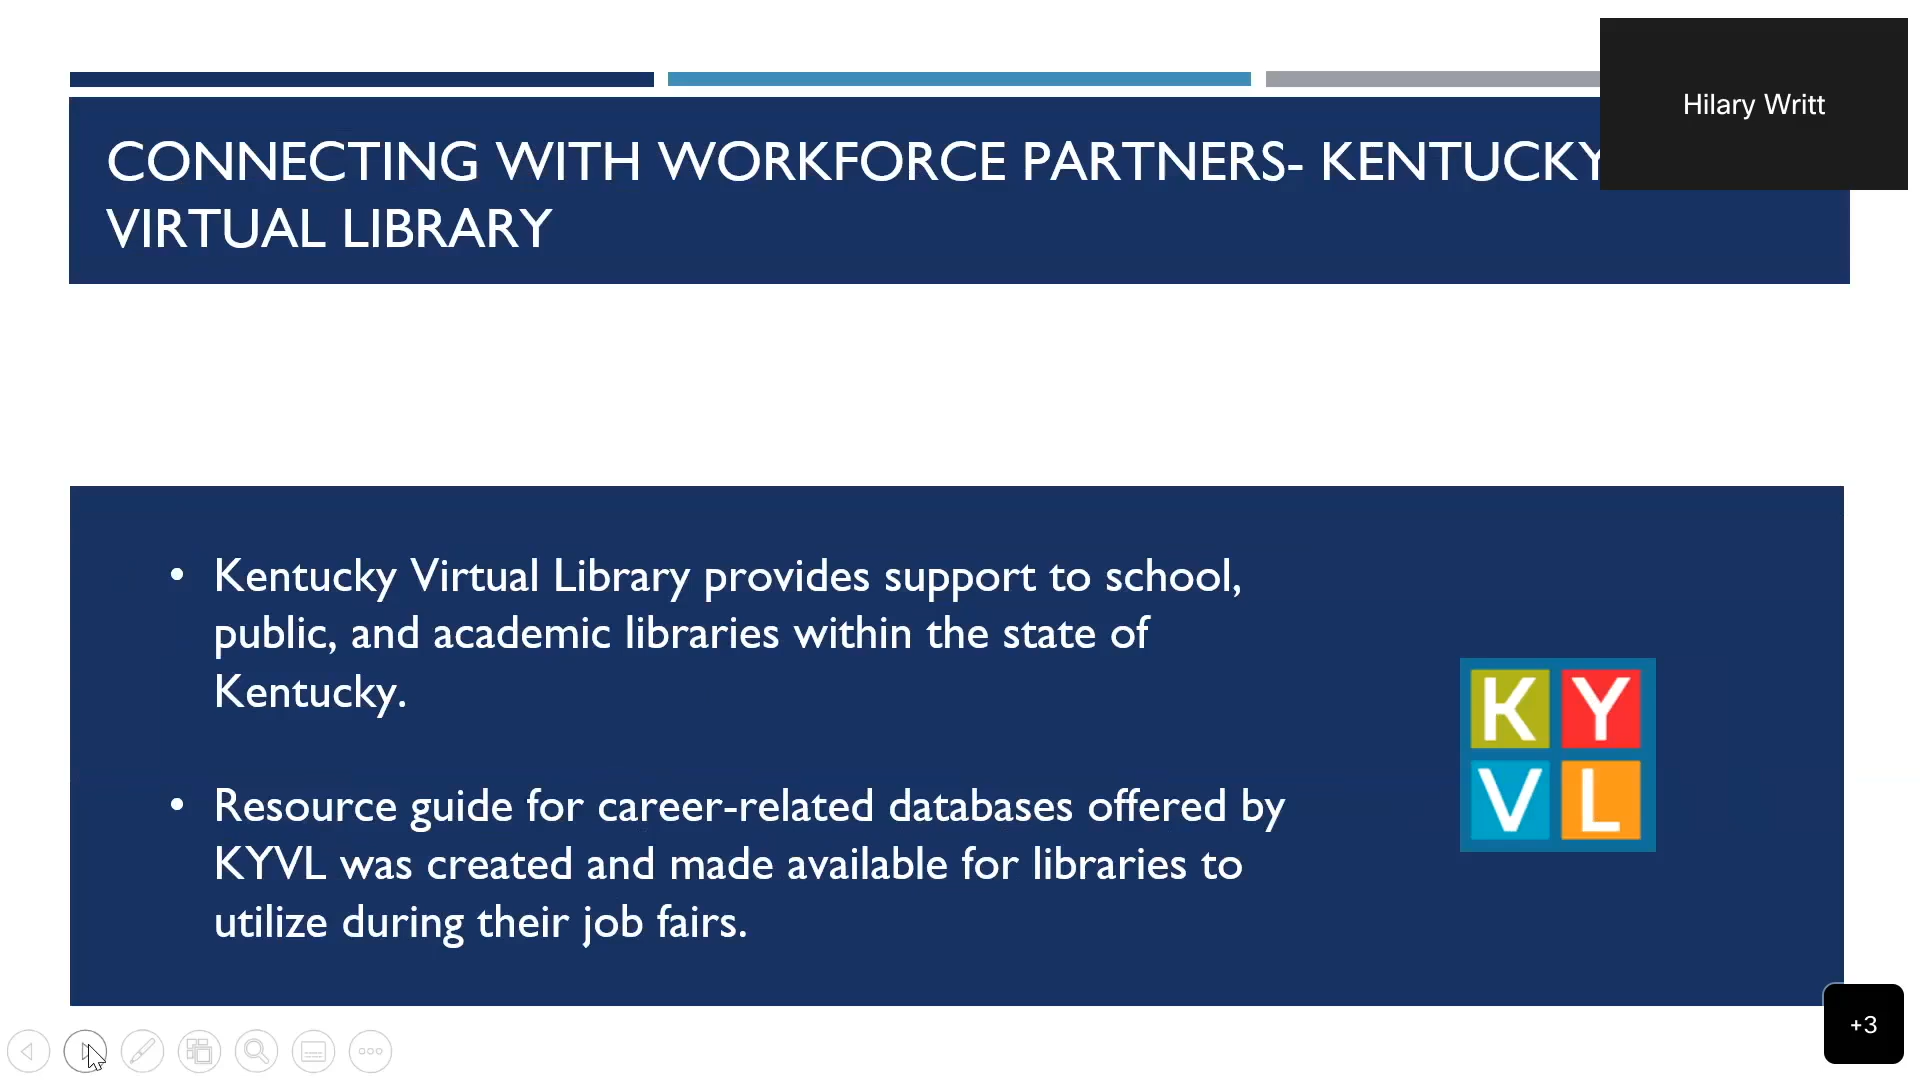 Hilary Writt
CONNECTING WITH WORKFORCE PARTNERS- KENTUCKY
VIRTUAL LIBRARY
• Kentucky Virtual Library provides support to school,
public, and academic libraries within the state of
Kentucky.
• Resource guide for career-related databases offered by
KYVL was created and made available for libraries to
utilize during their job fairs.
K Y
V L
+3